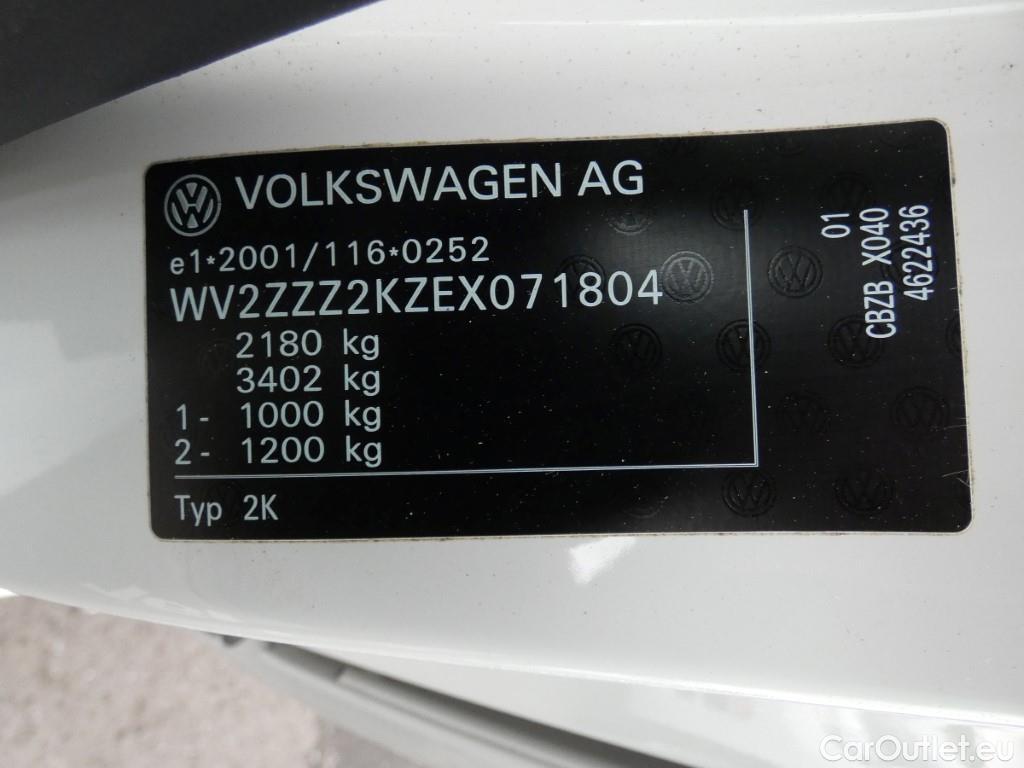 VOLKSWAGEN AG
e1*2001/116*0252
WV2ZZZ2KZEX071804
2180 kg
3402 kg
1- 1000 kg
2- 1200 kg
Typ 2K
01
CBZB X040
4622436
CarOutlet.eu